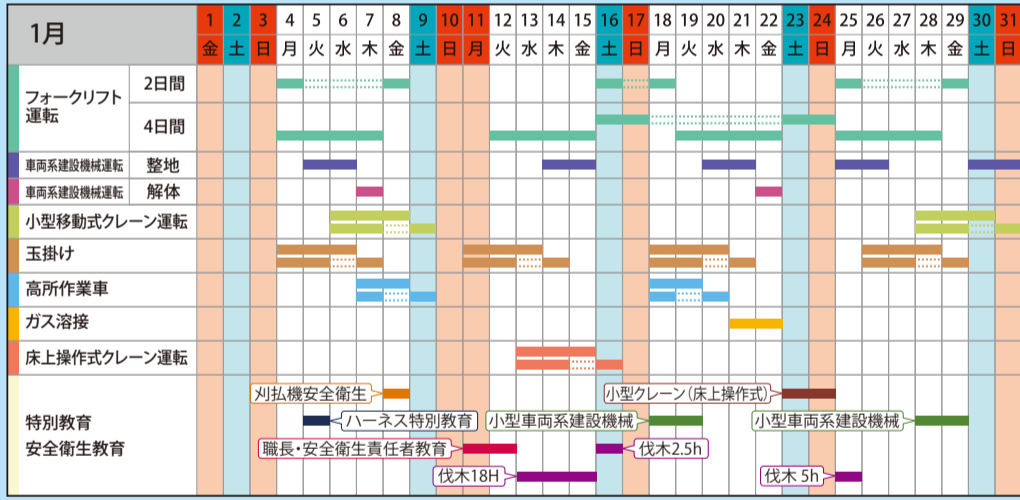 1月
1 2 3 4 5 6 7 8 9 10 11 12 13 14 15 16 17 18 19 20 21 22 23 24 25 26 27 28 29 30 31
金 土 日 月 火 水 木 金 土 日 月 火 水 木 金 土 日 月 火 水 木 金 土 日 月 火 水 木 金 土 日
フォークリフト
運転
2日間
4日間
車両系建設機械運転 整地
車両系建設機械運転 解体
小型移動式クレーン運転
玉掛け
高所作業車
ガス溶接
床上操作式クレーン運転
特別教育
安全衛生教育
刈払機安全衛生
小型クレーン(床上操作式)
ハーネス特別教育
小型車両系建設機械
小型車両系建設機械
職長・安全衛生責任者教育
伐木2.5h
伐木18H
伐木 5h